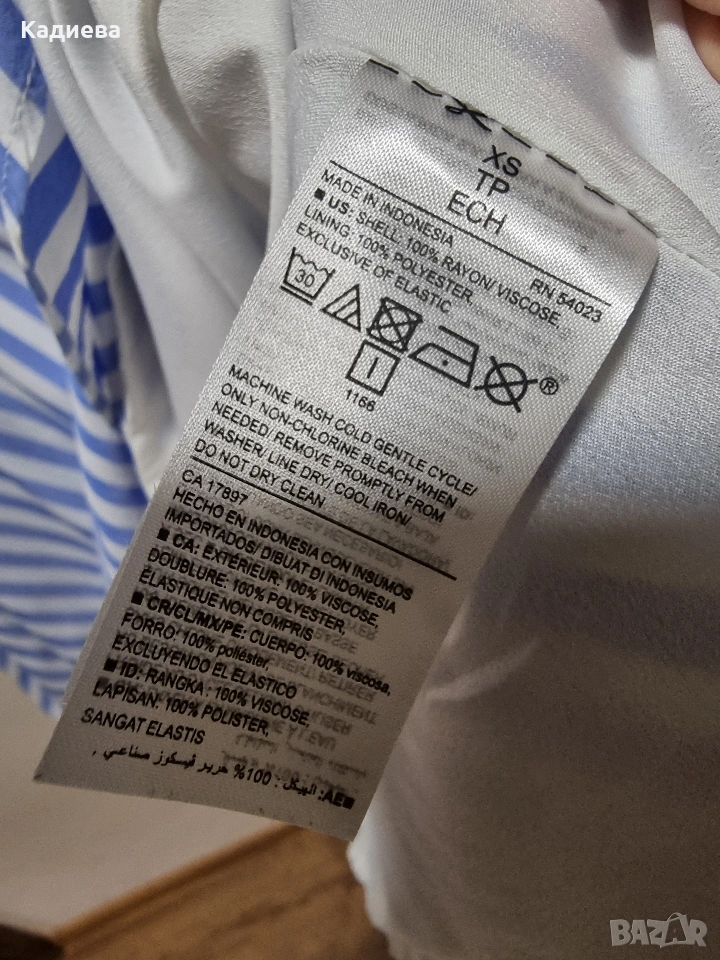 Кадиева
XS
TP
ECH
MADE IN INDONESIA RN 54023
■ US: SHELL: 100% RAYON/ VISCOSE,
LINING: 100% POLYESTER,
EXCLUSIVE OF ELASTIC
30
®
I
1166
MACHINE WASH COLD GENTLE CYCLE/
ONLY NON-CHLORINE BLEACH WHEN
NEEDED/ REMOVE PROMPTLY FROM
WASHER/ LINE DRY/ COOL IRON/
DO NOT DRY CLEAN
CA 17897
HECHO EN INDONESIA CON INSUMOS
IMPORTADOS/ DIBUAT DI INDONESIA
■ CA: EXTÉRIEUR: 100% VISCOSE,
DOUBLURE: 100% POLYESTER,
ÉLASTIQUE NON COMPRIS
■ CR/CL/MX/PE: CUERPO: 100% viscosa,
FORRO: 100% poliéster,
EXCLUYENDO EL ELASTICO
■ ID: RANGKA : 100% VISCOSE,
LAPISAN: 100% POLISTER,
SANGAT ELASTIS
■AE: الهيكل : 100% حرير فيسكوز صناعي ,
BAZAR